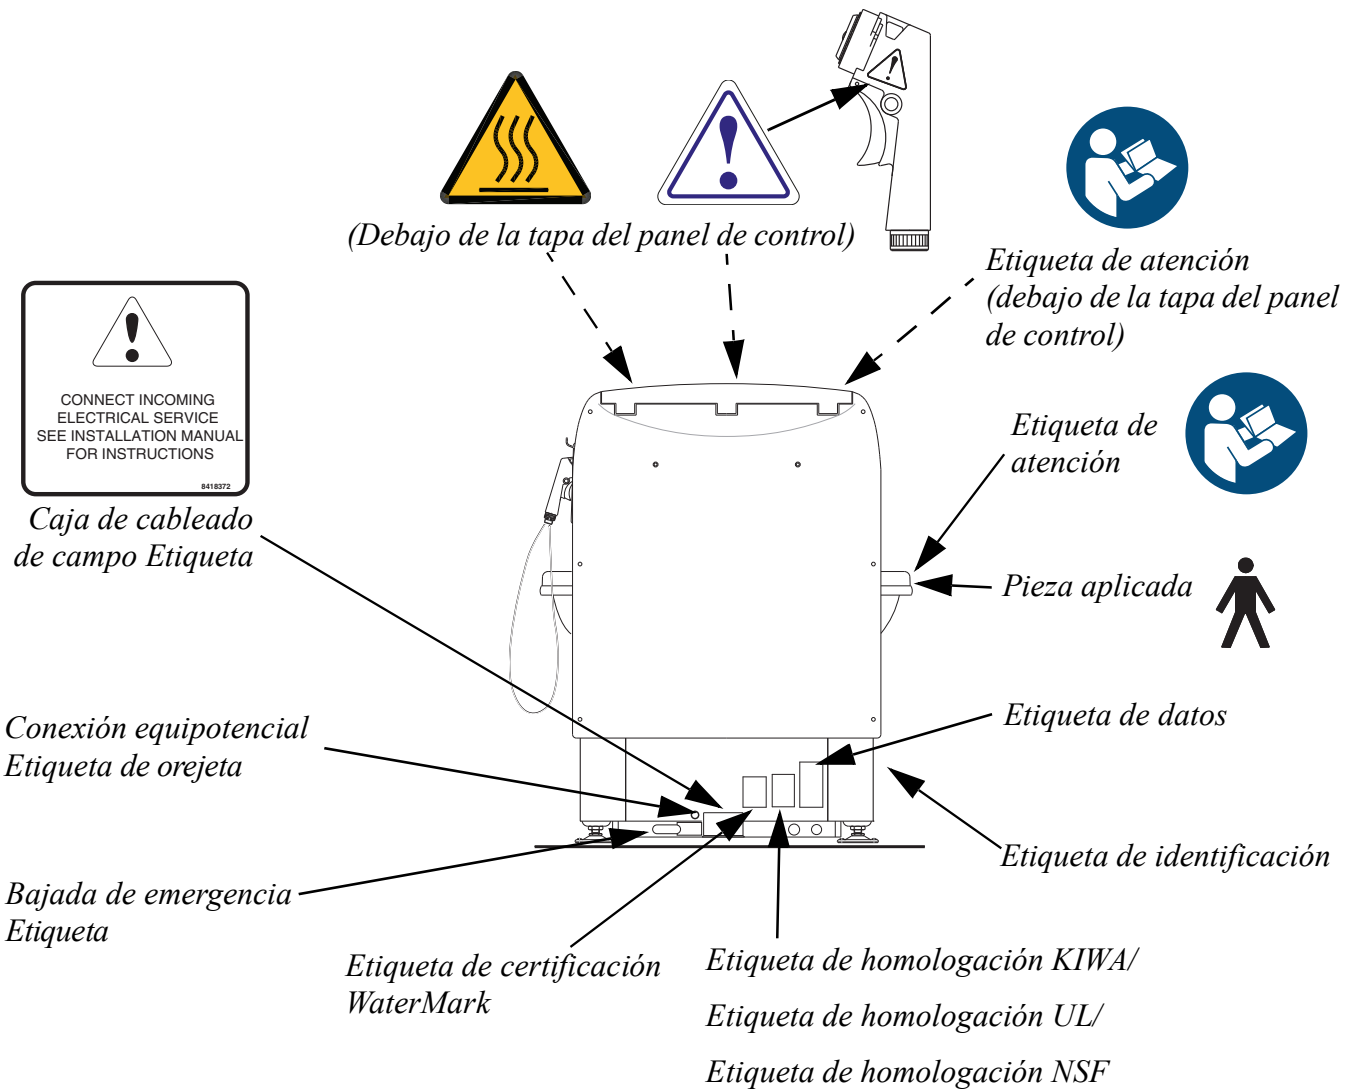 (Debajo de la tapa del panel de control)
Etiqueta de atención
(debajo de la tapa del panel
de control)
CONNECT INCOMING
ELECTRICAL SERVICE
SEE INSTALLATION MANUAL
FOR INSTRUCTIONS
8418372
Caja de cableado
de campo Etiqueta
Etiqueta de
atención
Pieza aplicada
Conexión equipotencial
Etiqueta de orejeta
Etiqueta de datos
Bajada de emergencia
Etiqueta
Etiqueta de identificación
Etiqueta de certificación
WaterMark
Etiqueta de homologación KIWA/
Etiqueta de homologación UL/
Etiqueta de homologación NSF